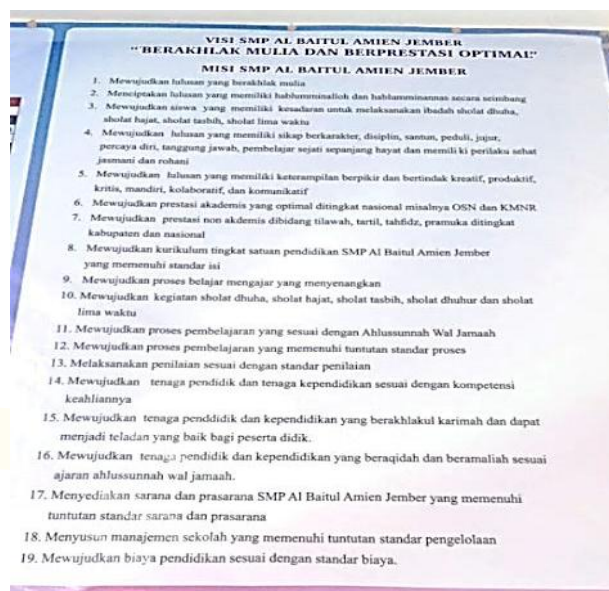 VISI SMP AL BAITUL AMIEN JEMBER
"BERAKHLAK MULIA DAN BERPRESTASI OPTIMAL"
MISI SMP AL BAITUL AMIEN JEMBER
1. Mewujudkan lulusan yang berakhlak mulia
2. Menciptakan lulusan yang memiliki hablumminalloh dan hablumminannas secara seimbang
3. Mewujudkan siswa yang memiliki kesadaran untuk melaksanakan ibadah sholat dhuha,
sholat hajat, sholat tasbih, sholat lima waktu
4. Mewujudkan lulusan yang memiliki sikap berkarakter, disiplin, santun, peduli, jujur,
percaya diri, tanggung jawab, pembelajar sejati sepanjang hayat dan memili ki perilaku sehat
jasmani dan rohani
5. Mewujudkan lulusan yang memiliki keterampilan berpikir dan bertindak kreatif, produktif,
kritis, mandiri, kolaboratif, dan komunikatif
6. Mewujudkan prestasi akademis yang optimal ditingkat nasional misalnya OSN dan KMNR
7. Mewujudkan prestasi non akdemis dibidang tilawah, tartil, tahfidz, pramuka ditingkat
kabupaten dan nasional
8. Mewujudkan kurikulum tingkat satuan pendidikan SMP Al Baitul Amien Jember
yang memenuhi standar isi
9. Mewujudkan proses belajar mengajar yang menyenangkan
10. Mewujudkan kegiatan sholat dhuha, sholat hajat, sholat tasbih, sholat dhuhur dan sholat
lima waktu
11. Mewujudkan proses pembelajaran yang sesuai dengan Ahlussunnah Wal Jamaah
12. Mewujudkan proses pembelajaran yang memenuhi tuntutan standar proses
13. Melaksanakan penilaian sesuai dengan standar penilaian
14. Mewujudkan tenaga pendidik dan tenaga kependidikan sesuai dengan kompetensi
keahliannya
15. Mewujudkan tenaga penddidik dan kependidikan yang berakhlakul karimah dan dapat
menjadi teladan yang baik bagi peserta didik.
16. Mewujudkan tenaga pendidik dan kependidikan yang beraqidah dan beramaliah sesuai
ajaran ahlussunnah wal jamaah.
17. Menyediakan sarana dan prasarana SMP Al Baitul Amien Jember yang memenuhi
tuntutan standar sarana dan prasarana
18. Menyusun manajemen sekolah yang memenuhi tuntutan standar pengelolaan
19. Mewujudkan biaya pendidikan sesuai dengan standar biaya.